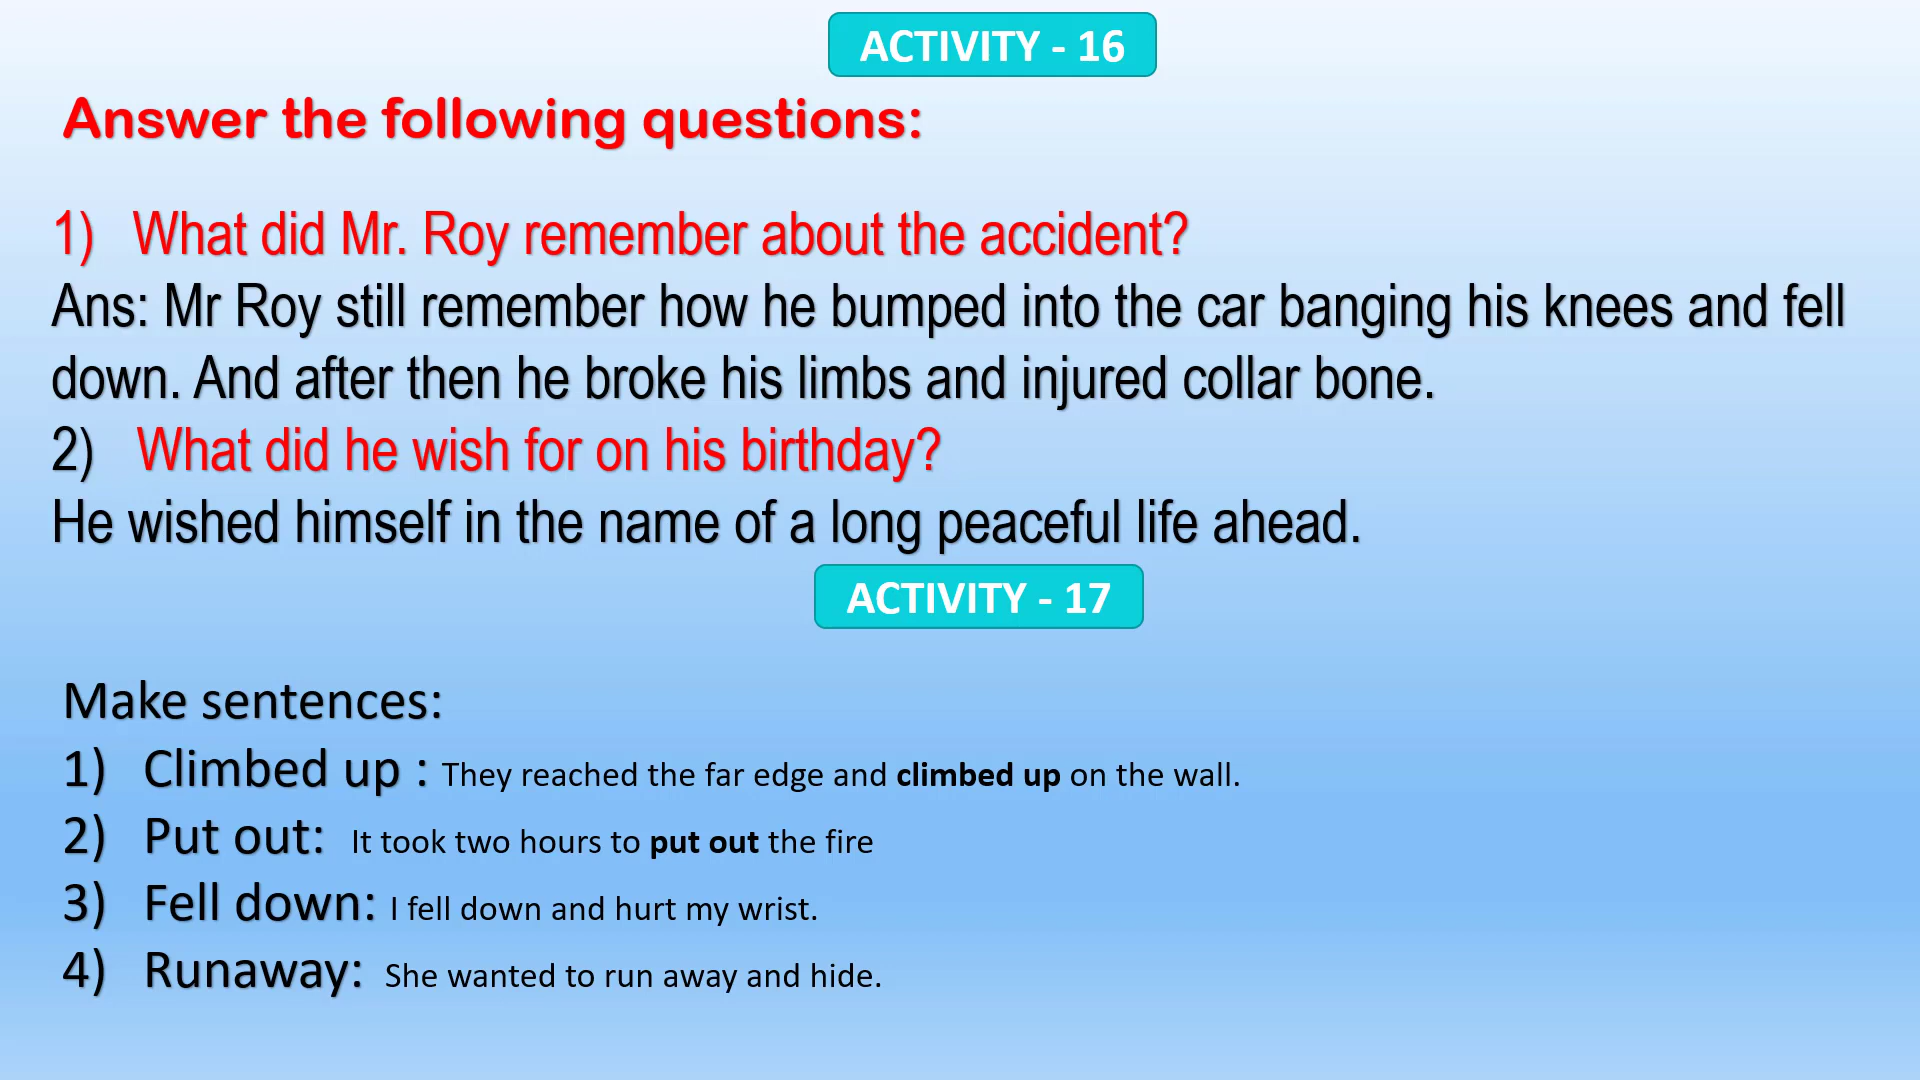 ACTIVITY - 16
Answer the following questions:
1) What did Mr. Roy remember about the accident?
Ans: Mr Roy still remember how he bumped into the car banging his knees and fell
down. And after then he broke his limbs and injured collar bone.
2) What did he wish for on his birthday?
He wished himself in the name of a long peaceful life ahead.
ACTIVITY - 17
Make sentences:
1) Climbed up : They reached the far edge and climbed up on the wall.
2) Put out: It took two hours to put out the fire
3) Fell down: I fell down and hurt my wrist.
4) Runaway: She wanted to run away and hide.